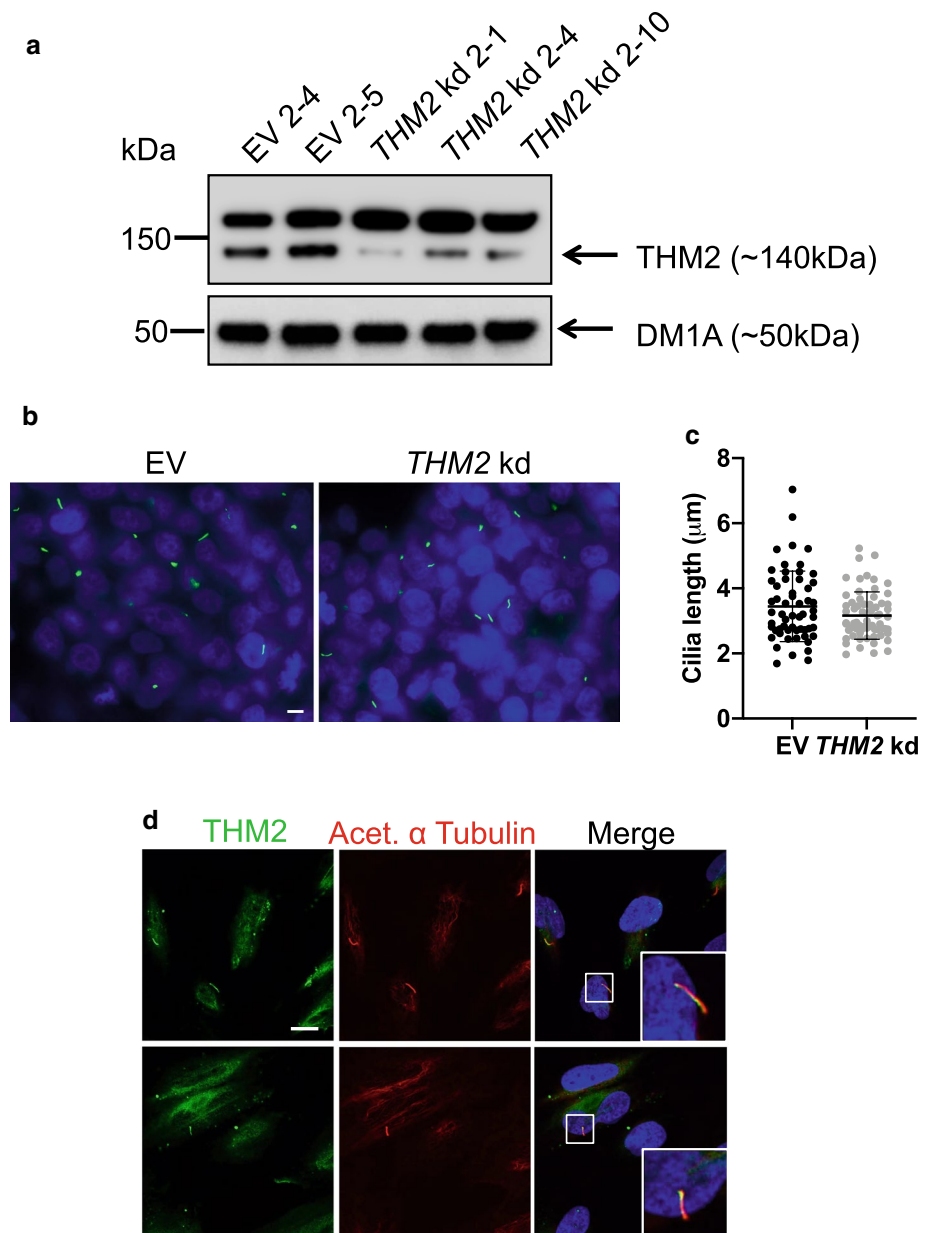 a
kDa
EV 2-4
EV 2-5
THM2 kd 2-1
THM2 kd 2-4
THM2 kd 2-10
150
THM2 (~140kDa)
50
DM1A (~50kDa)
b
EV
THM2 kd
c
Cilia length (μm)
8
6
4
2
0
EV THM2 kd
d
THM2
Acet. α Tubulin
Merge